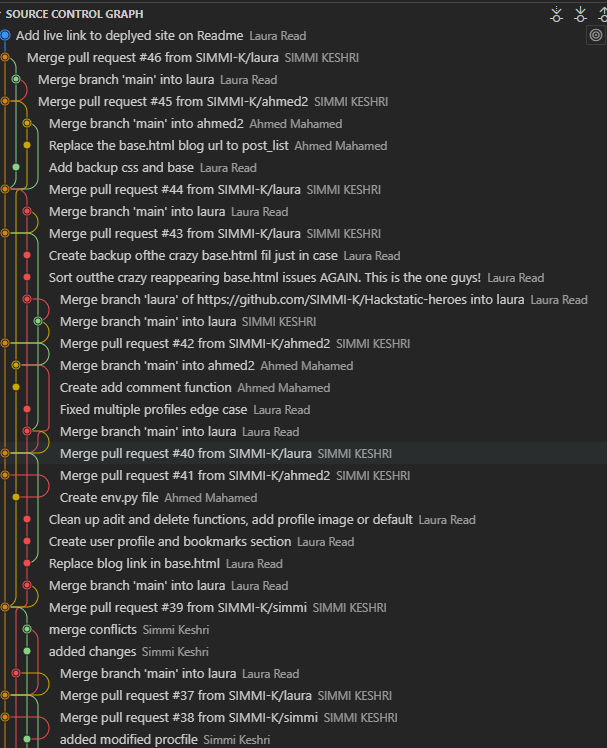 SOURCE CONTROL GRAPH
Add live link to deplyed site on Readme Laura Read
Merge pull request #46 from SIMMI-K/laura SIMMI KESHRI
Merge branch 'main' into laura Laura Read
Merge pull request #45 from SIMMI-K/ahmed2 SIMMI KESHRI
Merge branch 'main' into ahmed2 Ahmed Mahamed
Replace the base.html blog url to post_list Ahmed Mahamed
Add backup css and base Laura Read
Merge pull request #44 from SIMMI-K/laura SIMMI KESHRI
Merge branch 'main' into laura Laura Read
Merge pull request #43 from SIMMI-K/laura SIMMI KESHRI
Create backup ofthe crazy base.html fil just in case Laura Read
Sort outthe crazy reappearing base.html issues AGAIN. This is the one guys! Laura Read
Merge branch 'laura' of https://github.com/SIMMI-K/Hackstatic-heroes into laura Laura Read
Merge branch 'main' into laura SIMMI KESHRI
Merge pull request #42 from SIMMI-K/ahmed2 SIMMI KESHRI
Merge branch 'main' into ahmed2 Ahmed Mahamed
Create add comment function Ahmed Mahamed
Fixed multiple profiles edge case Laura Read
Merge branch 'main' into laura Laura Read
Merge pull request #40 from SIMMI-K/laura SIMMI KESHRI
Merge pull request #41 from SIMMI-K/ahmed2 SIMMI KESHRI
Create env.py file Ahmed Mahamed
Clean up adit and delete functions, add profile image or default Laura Read
Create user profile and bookmarks section Laura Read
Replace blog link in base.html Laura Read
Merge branch 'main' into laura Laura Read
Merge pull request #39 from SIMMI-K/simmi SIMMI KESHRI
merge conflicts Simmi Keshri
added changes Simmi Keshri
Merge branch 'main' into laura Laura Read
Merge pull request #37 from SIMMI-K/laura SIMMI KESHRI
Merge pull request #38 from SIMMI-K/simmi SIMMI KESHRI
added modified procfile Simmi Keshri